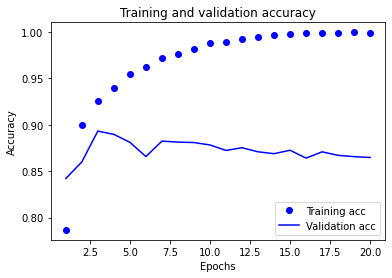 Training and validation accuracy
1.00
0.95
0.90
0.85
0.80
Accuracy
Training acc
Validation acc
2.5 5.0 7.5 10.0 12.5 15.0 17.5 20.0
Epochs